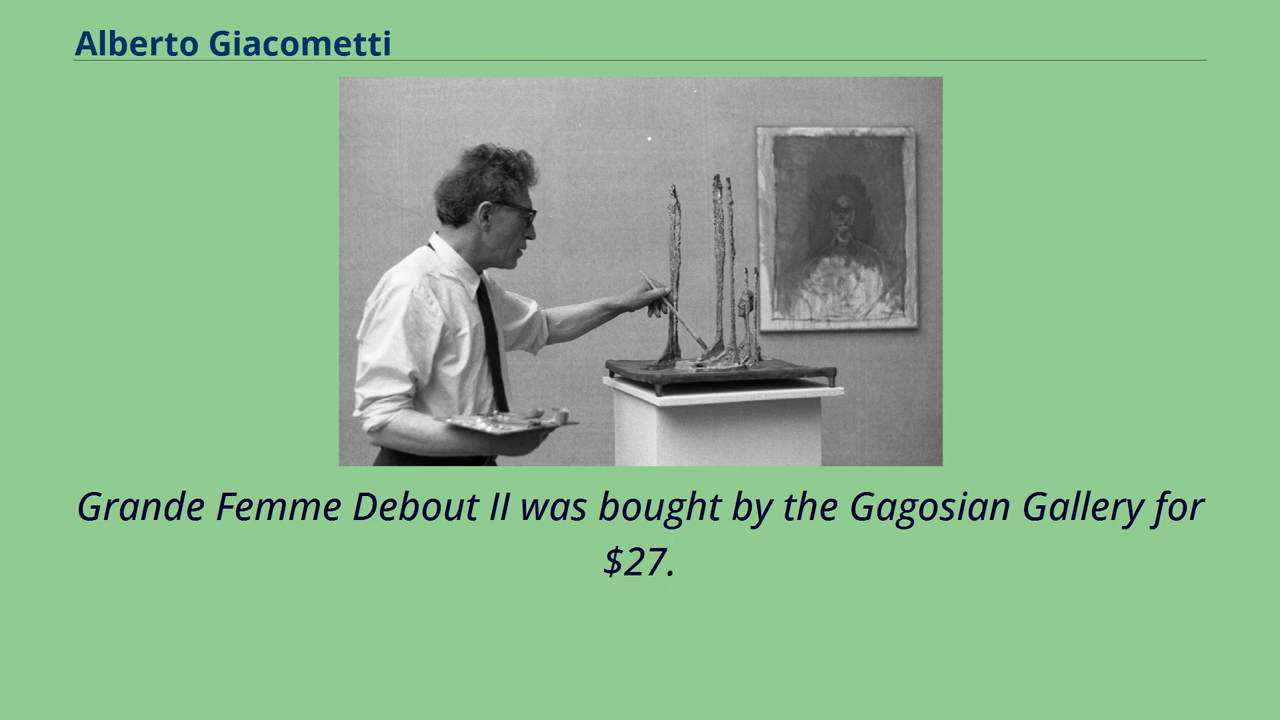 Alberto Giacometti
Grande Femme Debout II was bought by the Gagosian Gallery for
$27.